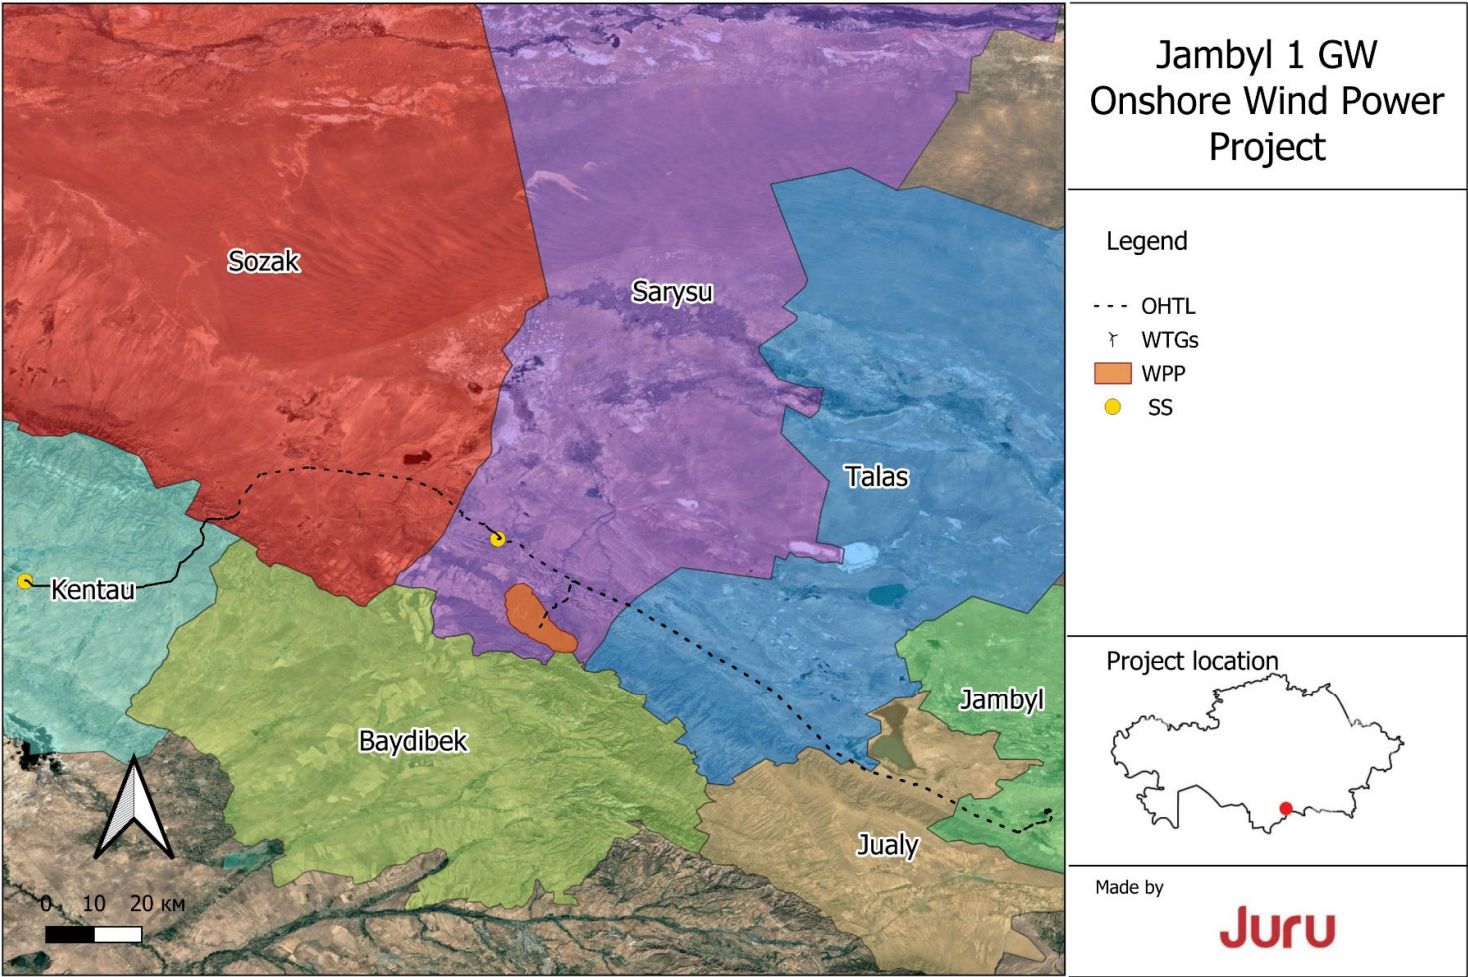 Jambyl 1 GW
Onshore Wind Power
Project
Legend
OHTL
WTGs
WPP
SS
Project location
Made by
Juru
Sozak
Sarysu
Talas
Kentau
Jambyl
Baydibek
Jualy
0 10 20 км